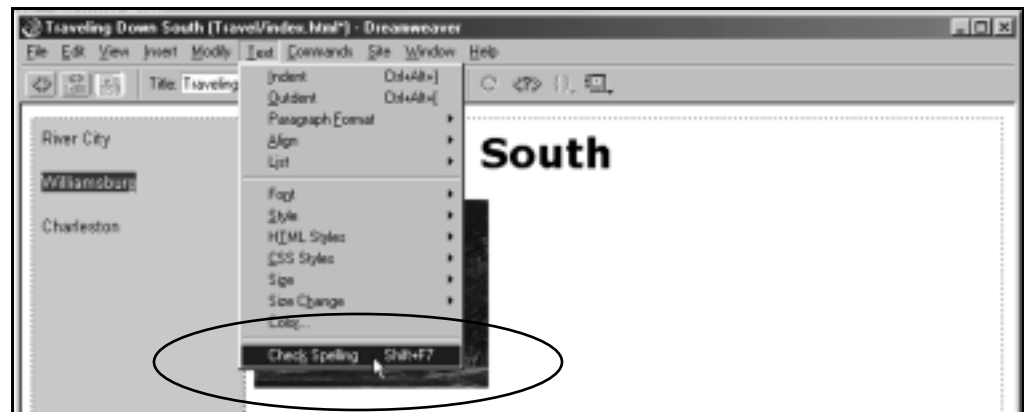 Traveling Down South (Travel/index.html*) - Dreamweaver
File Edit View Insert Modify Text Commands Site Window Help
Title: Traveling
Indent Ctrl+Alt+]
Outdent Ctrl+Alt+[
Paragraph Format
Align
List
Font
Style
HTML Styles
CSS Styles
Size
Size Change
Color...
Check Spelling Shift+F7
South
River City
Williamsburg
Charleston